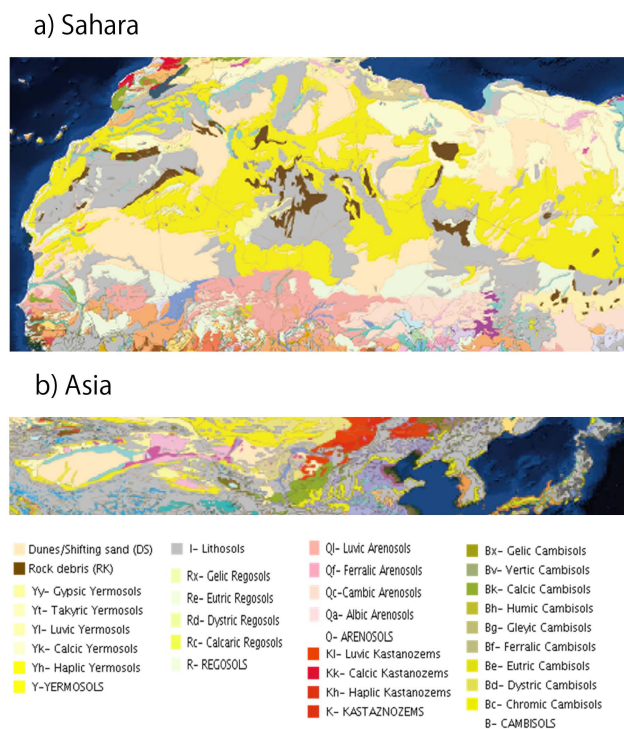 a) Sahara
b) Asia
Dunes/Shifting sand (DS)
Rock debris (RK)
Yy- Gypsic Yermosols
Yt- Takyric Yermosols
Yl- Luvic Yermosols
Yk- Calcic Yermosols
Yh- Haplic Yermosols
Y-YERMOSOLS
I- Lithosols
Rx- Gelic Regosols
Re- Eutric Regosols
Rd- Dystric Regosols
Rc- Calcaric Regosols
R- REGOSOLS
Ql- Luvic Arenosols
Qf- Ferralic Arenosols
Qc-Cambic Arenosols
Qa- Albic Arenosols
Q- ARENOSOLS
Kl- Luvic Kastanozems
Kk- Calcic Kastanozems
Kh- Haplic Kastanozems
K- KASTAZNOZEMS
Bx- Gelic Cambisols
Bv- Vertic Cambisols
Bk- Calcic Cambisols
Bh- Humic Cambisols
Bg- Gleyic Cambisols
Bf- Ferralic Cambisols
Be- Eutric Cambisols
Bd- Dystric Cambisols
Bc- Chromic Cambisols
B- CAMBISOLS